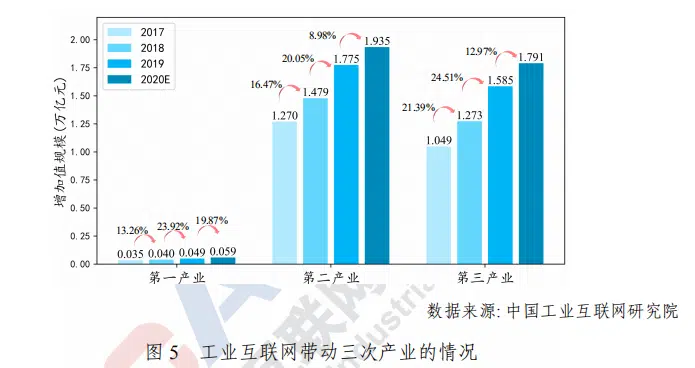 2017
2018
2019
2020E
增加值规模(万亿元)
2.00
1.75
1.50
1.25
1.00
0.75
0.50
0.25
0.00
13.26% 23.92% 19.87%
0.035 0.040 0.049 0.059
16.47% 20.05% 8.98%
1.270 1.479 1.775 1.935
21.39% 24.51% 12.97%
1.049 1.273 1.585 1.791
第一产业 第二产业 第三产业
数据来源: 中国工业互联网研究院
图 5 工业互联网带动三次产业的情况
互联网
Industrial